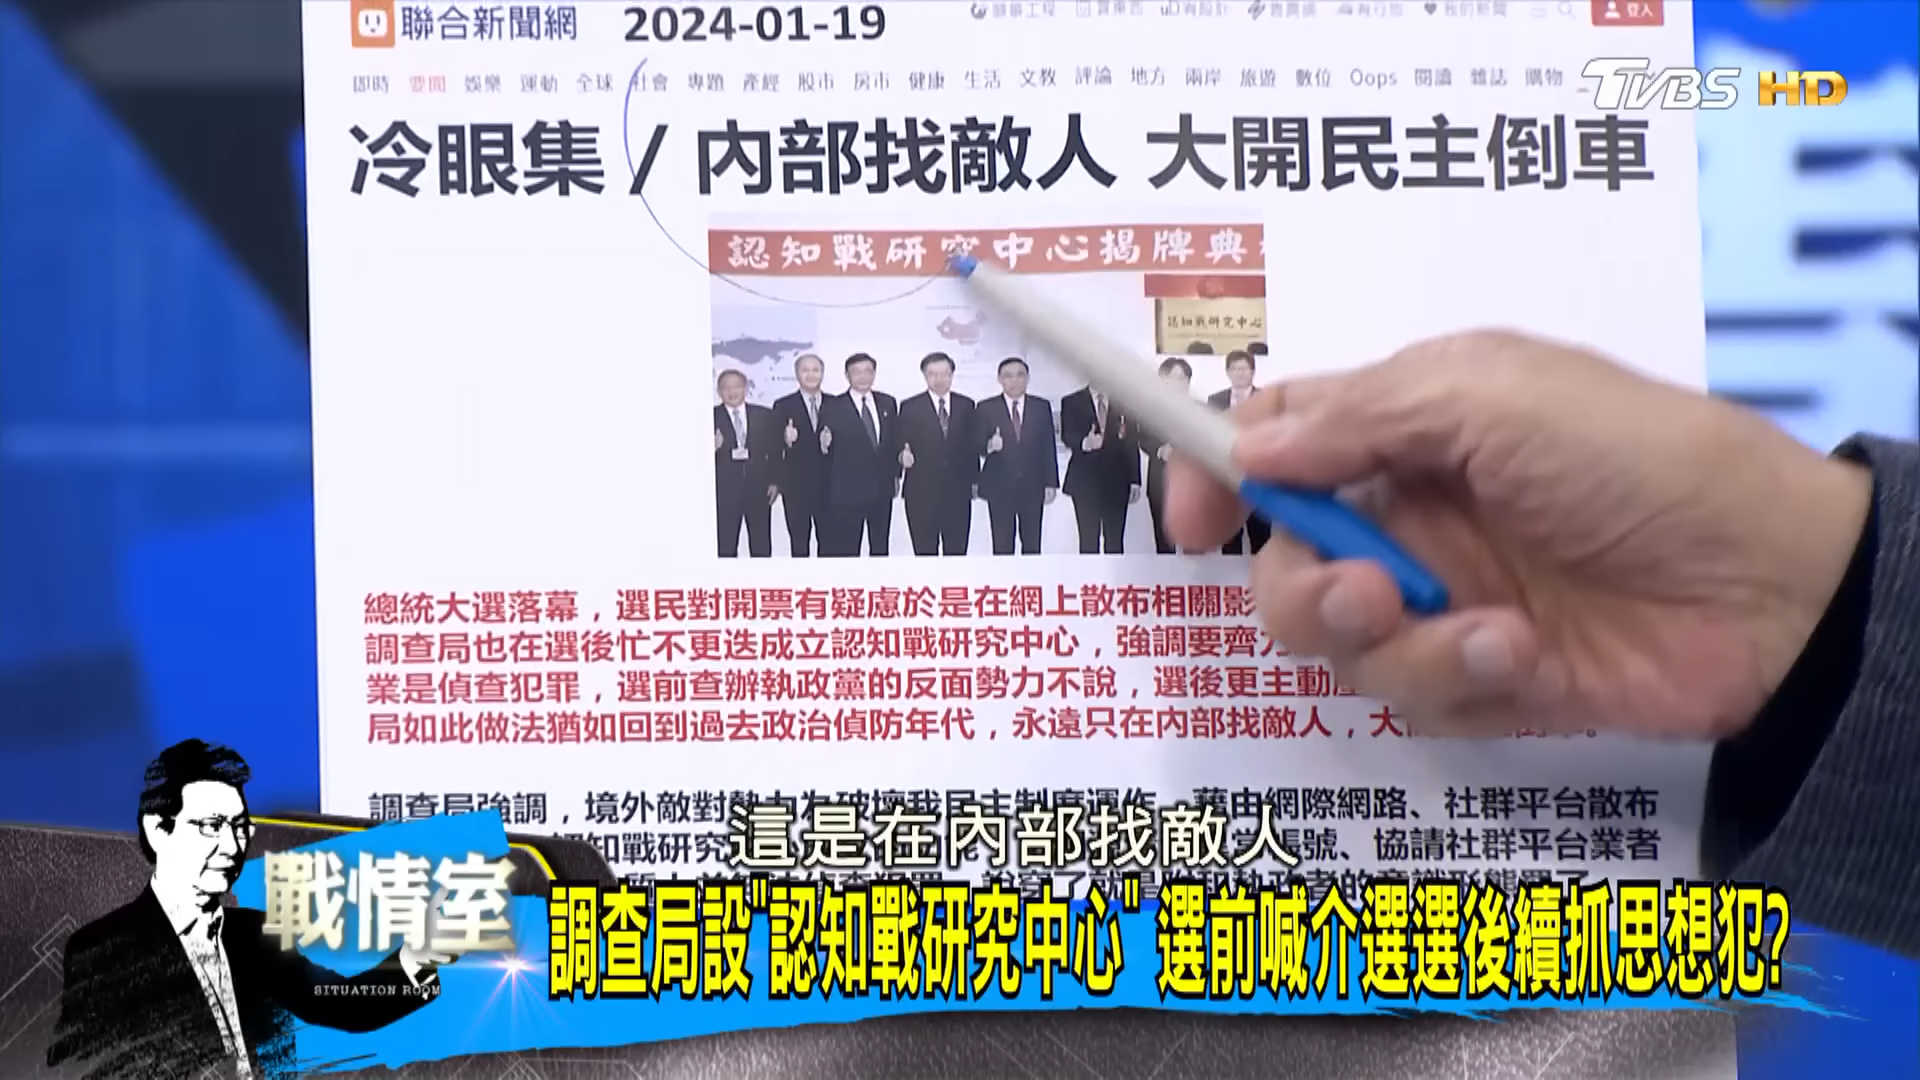 聯合新聞網
2024-01-19
登入
即時 要聞 娛樂 運動 全球 社會 專題 產經 股市 房市 健康 生活 文教 評論 地方 兩岸 旅遊 數位 Oops 閱讀 雜誌 購物
TVBS HD
冷眼集 / 內部找敵人 大開民主倒車
認知戰研究中心揭牌典
認知戰研究中心
總統大選落幕，選民對開票有疑慮於是在網上散布相關影
調查局也在選後忙不更迭成立認知戰研究中心，強調要齊力
業是偵查犯罪，選前查辦執政黨的反面勢力不說，選後更主動
局如此做法猶如回到過去政治偵防年代，永遠只在內部找敵人，大
調查局強調，境外敵對勢力為破壞我民主制度運作，藉由網際網路、社群平台散布
知戰研究 帳號、協請社群平台業者
這是在內部找敵人
戰情室
SITUATION ROOM
調查局設"認知戰研究中心" 選前喊介選選後續抓思想犯?